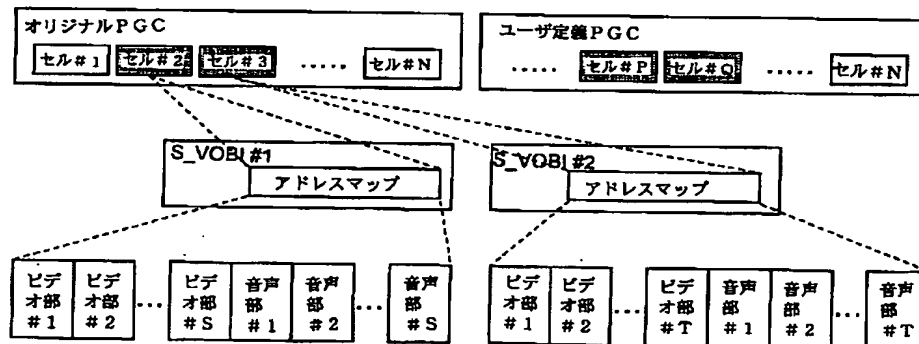 オリジナルPGC
セル#1 セル#2 セル#3 ..... セル#N
ユーザ定義PGC
..... セル#P セル#Q ..... セル#N
S_VOBI #1
アドレスマップ
S_VOBI #2
アドレスマップ
ビデオ部#1 ビデオ部#2 ... ビデオ部#S 音声部#1 音声部#2 ... 音声部#S
ビデオ部#1 ビデオ部#2 .... ビデオ部#T 音声部#1 音声部#2 ... 音声部#T